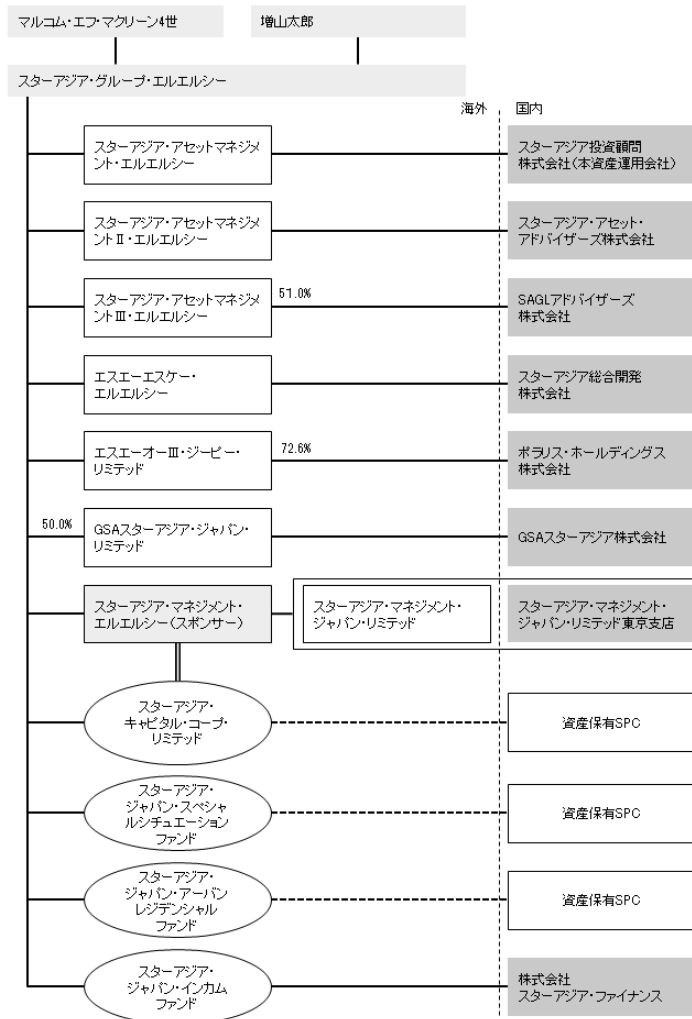 マルコム・エフ・マクリーン4世
増山太郎
スターアジア・グループ・エルエルシー
海外
国内
スターアジア・アセットマネジメ
ント・エルエルシー
スターアジア投資顧問
株式会社(本資産運用会社)
スターアジア・アセットマネジメ
ントⅡ・エルエルシー
スターアジア・アセット・
アドバイザーズ株式会社
スターアジア・アセットマネジメ
ントⅢ・エルエルシー
51.0%
SAGLアドバイザーズ
株式会社
エスエーエスケー・
エルエルシー
スターアジア総合開発
株式会社
エスエーオーⅢ・ジーピー・
リミテッド
72.6%
ポラリス・ホールディングス
株式会社
50.0%
GSAスターアジア・ジャパン・
リミテッド
GSAスターアジア株式会社
スターアジア・マネジメント・
エルエルシー(スポンサー)
スターアジア・マネジメント・
ジャパン・リミテッド
スターアジア・マネジメント・
ジャパン・リミテッド東京支店
スターアジア・
キャピタル・コープ・
リミテッド
資産保有SPC
スターアジア・
ジャパン・スペシャ
ルシチュエーション
ファンド
資産保有SPC
スターアジア・
ジャパン・アーバン
レジデンシャル
ファンド
資産保有SPC
スターアジア・
ジャパン・インカム
ファンド
株式会社
スターアジア・ファイナンス